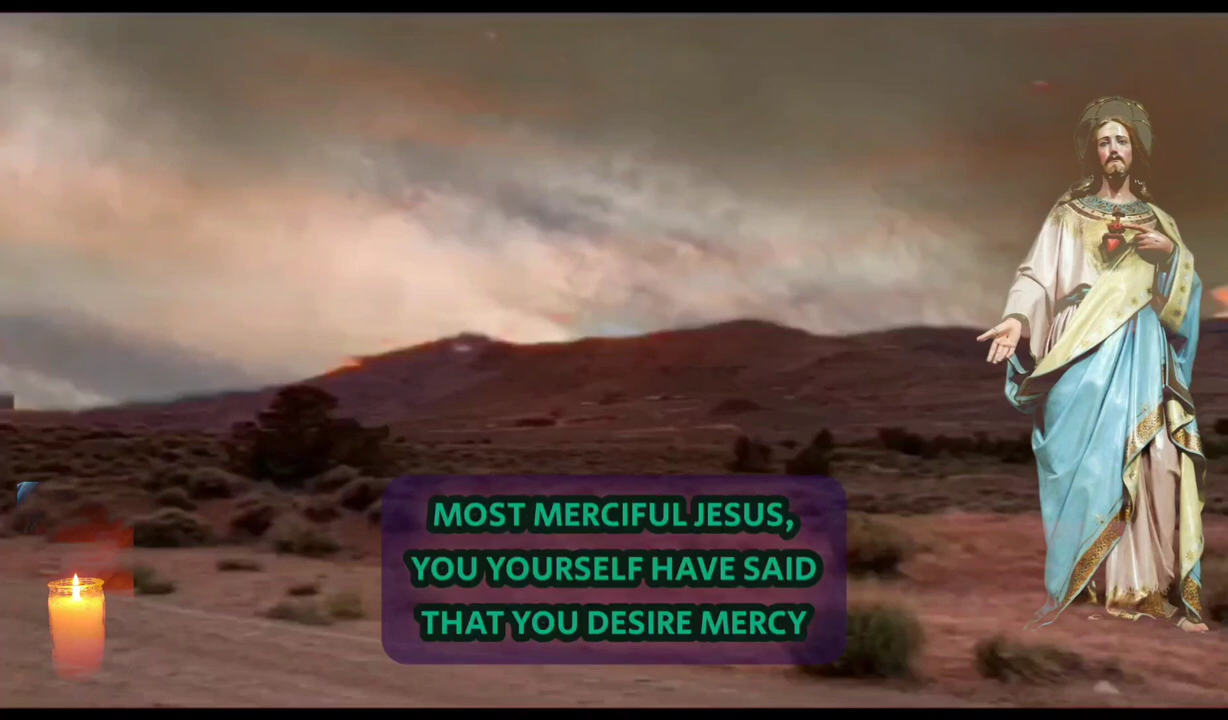 MOST MERCIFUL JESUS,
YOU YOURSELF HAVE SAID
THAT YOU DESIRE MERCY